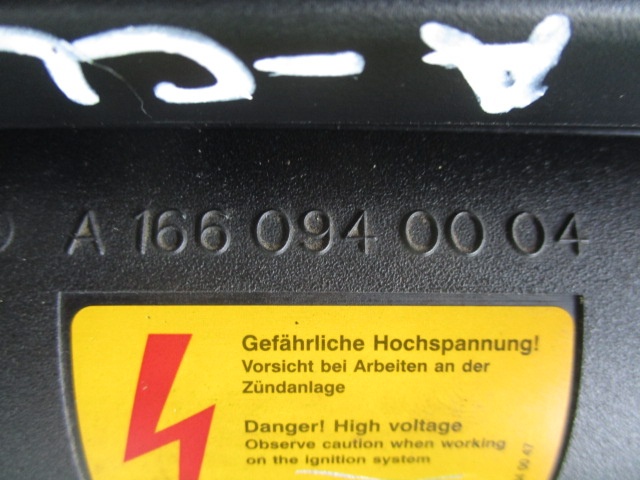 A 166 094 00 04
Gefährliche Hochspannung!
Vorsicht bei Arbeiten an der
Zündanlage
Danger! High voltage
Observe caution when working
on the ignition system